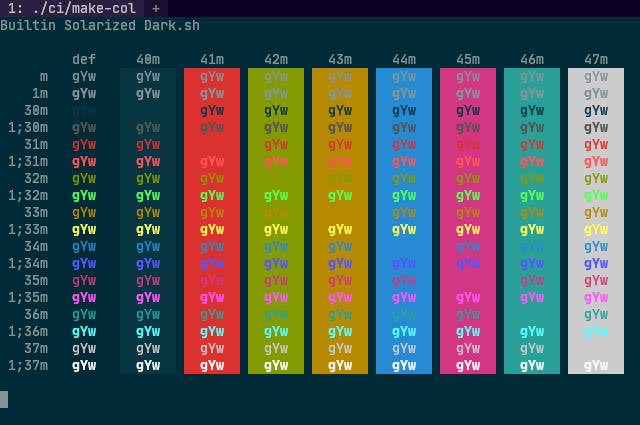 1: ./ci/make-col +
Builtin Solarized Dark.sh
def 40m 41m 42m 43m 44m 45m 46m 47m
m gYw gYw gYw gYw gYw gYw gYw gYw gYw
1m gYw gYw gYw gYw gYw gYw gYw gYw gYw
30m gYw gYw gYw gYw gYw gYw gYw gYw
1;30m gYw gYw gYw gYw gYw gYw gYw gYw gYw
31m gYw gYw gYw gYw gYw gYw gYw gYw
1;31m gYw gYw gYw gYw gYw gYw gYw gYw gYw
32m gYw gYw gYw gYw gYw gYw gYw gYw
1;32m gYw gYw gYw gYw gYw gYw gYw gYw gYw
33m gYw gYw gYw gYw gYw gYw gYw gYw
1;33m gYw gYw gYw gYw gYw gYw gYw gYw gYw
34m gYw gYw gYw gYw gYw gYw gYw gYw
1;34m gYw gYw gYw gYw gYw gYw gYw gYw gYw
35m gYw gYw gYw gYw gYw gYw gYw gYw
1;35m gYw gYw gYw gYw gYw gYw gYw gYw gYw
36m gYw gYw gYw gYw gYw gYw gYw gYw
1;36m gYw gYw gYw gYw gYw gYw gYw gYw gYw
37m gYw gYw gYw gYw gYw gYw gYw gYw
1;37m gYw gYw gYw gYw gYw gYw gYw gYw gYw